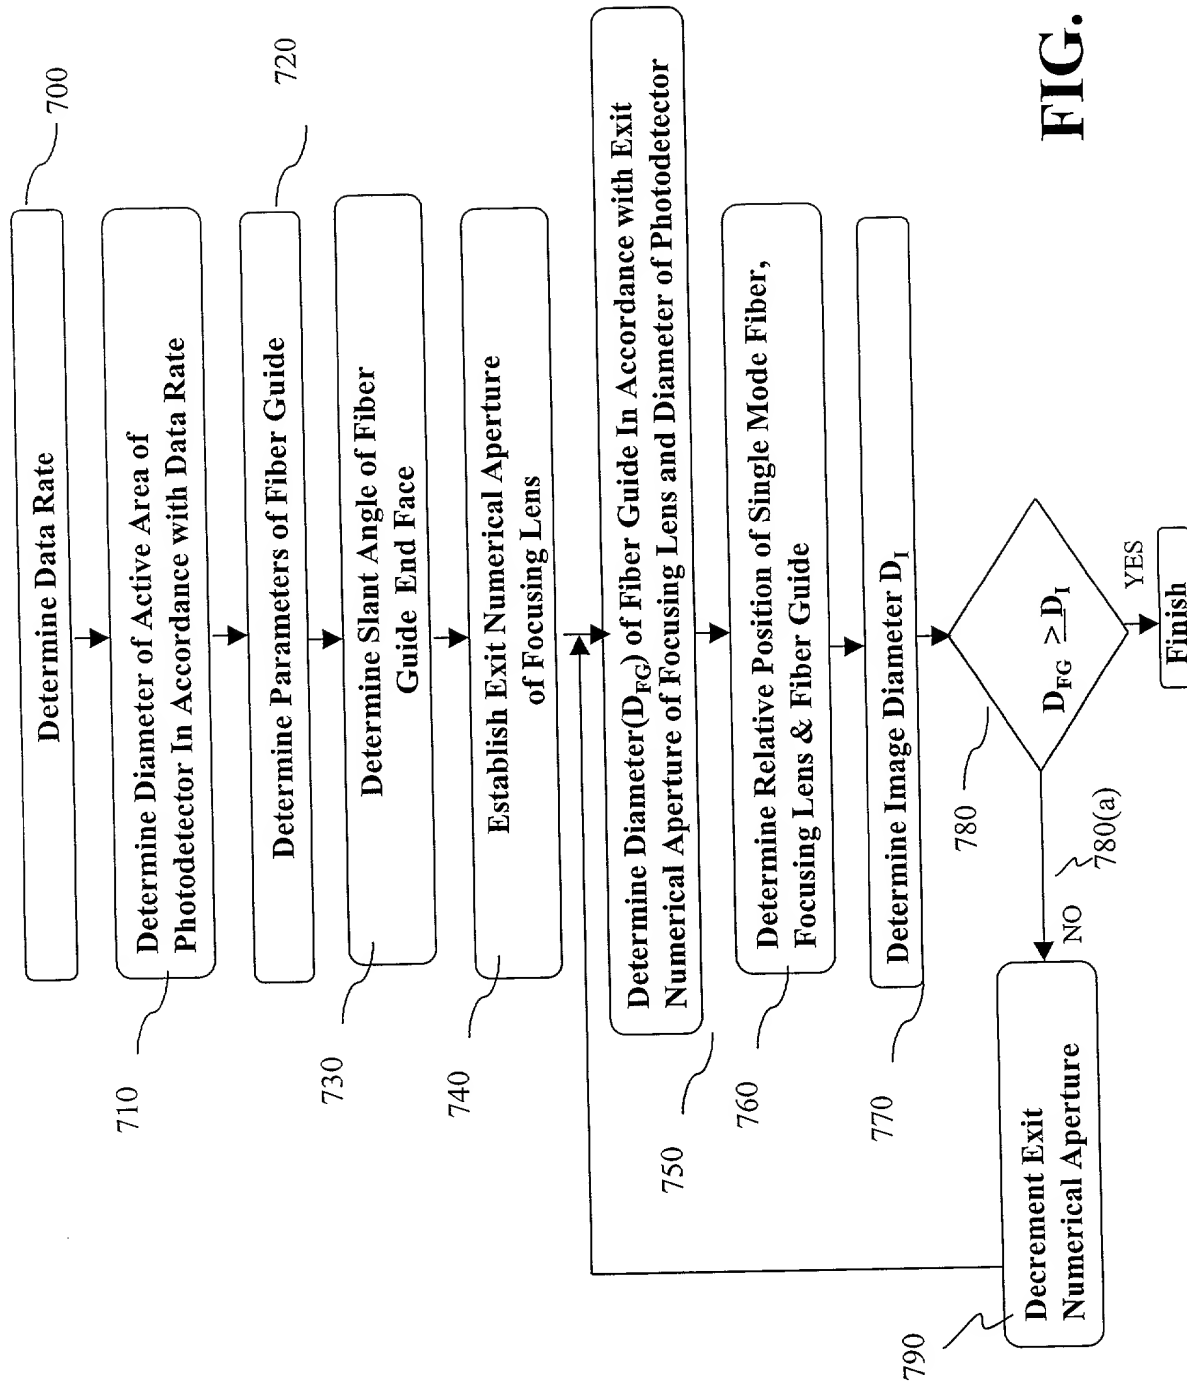 700
Determine Data Rate
710
Determine Diameter of Active Area of
Photodetector In Accordance with Data Rate
720
Determine Parameters of Fiber Guide
730
Determine Slant Angle of Fiber
Guide End Face
740
Establish Exit Numerical Aperture
of Focusing Lens
750
Determine Diametter(DFG) of Fiber Guide In Accordance with Exit
Numerical Aperture of Focusing Lens and Diameter of Photodetector
760
Determine Relative Position of Single Mode Fiber,
Focusing Lens & Fiber Guide
770
Determine Image Diameter DI
780
DFG ≥ DI
YES
Finish
NO
780(a)
790
Decrement Exit
Numerical Aperture
FIG.